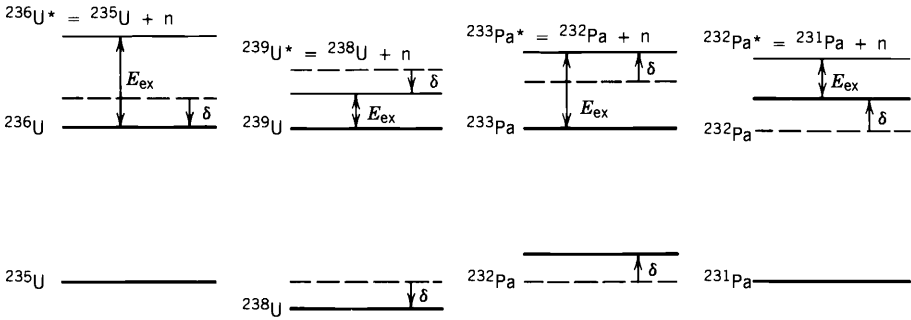 ²³⁶U* = ²³⁵U + n
²³⁹U* = ²³⁸U + n
²³³Pa* = ²³²Pa + n
²³²Pa* = ²³¹Pa + n
E_ex
δ
²³⁶U
δ
E_ex
²³⁹U
δ
E_ex
²³³Pa
E_ex
δ
²³²Pa
²³⁵U
δ
²³⁸U
δ
²³²Pa
²³¹Pa